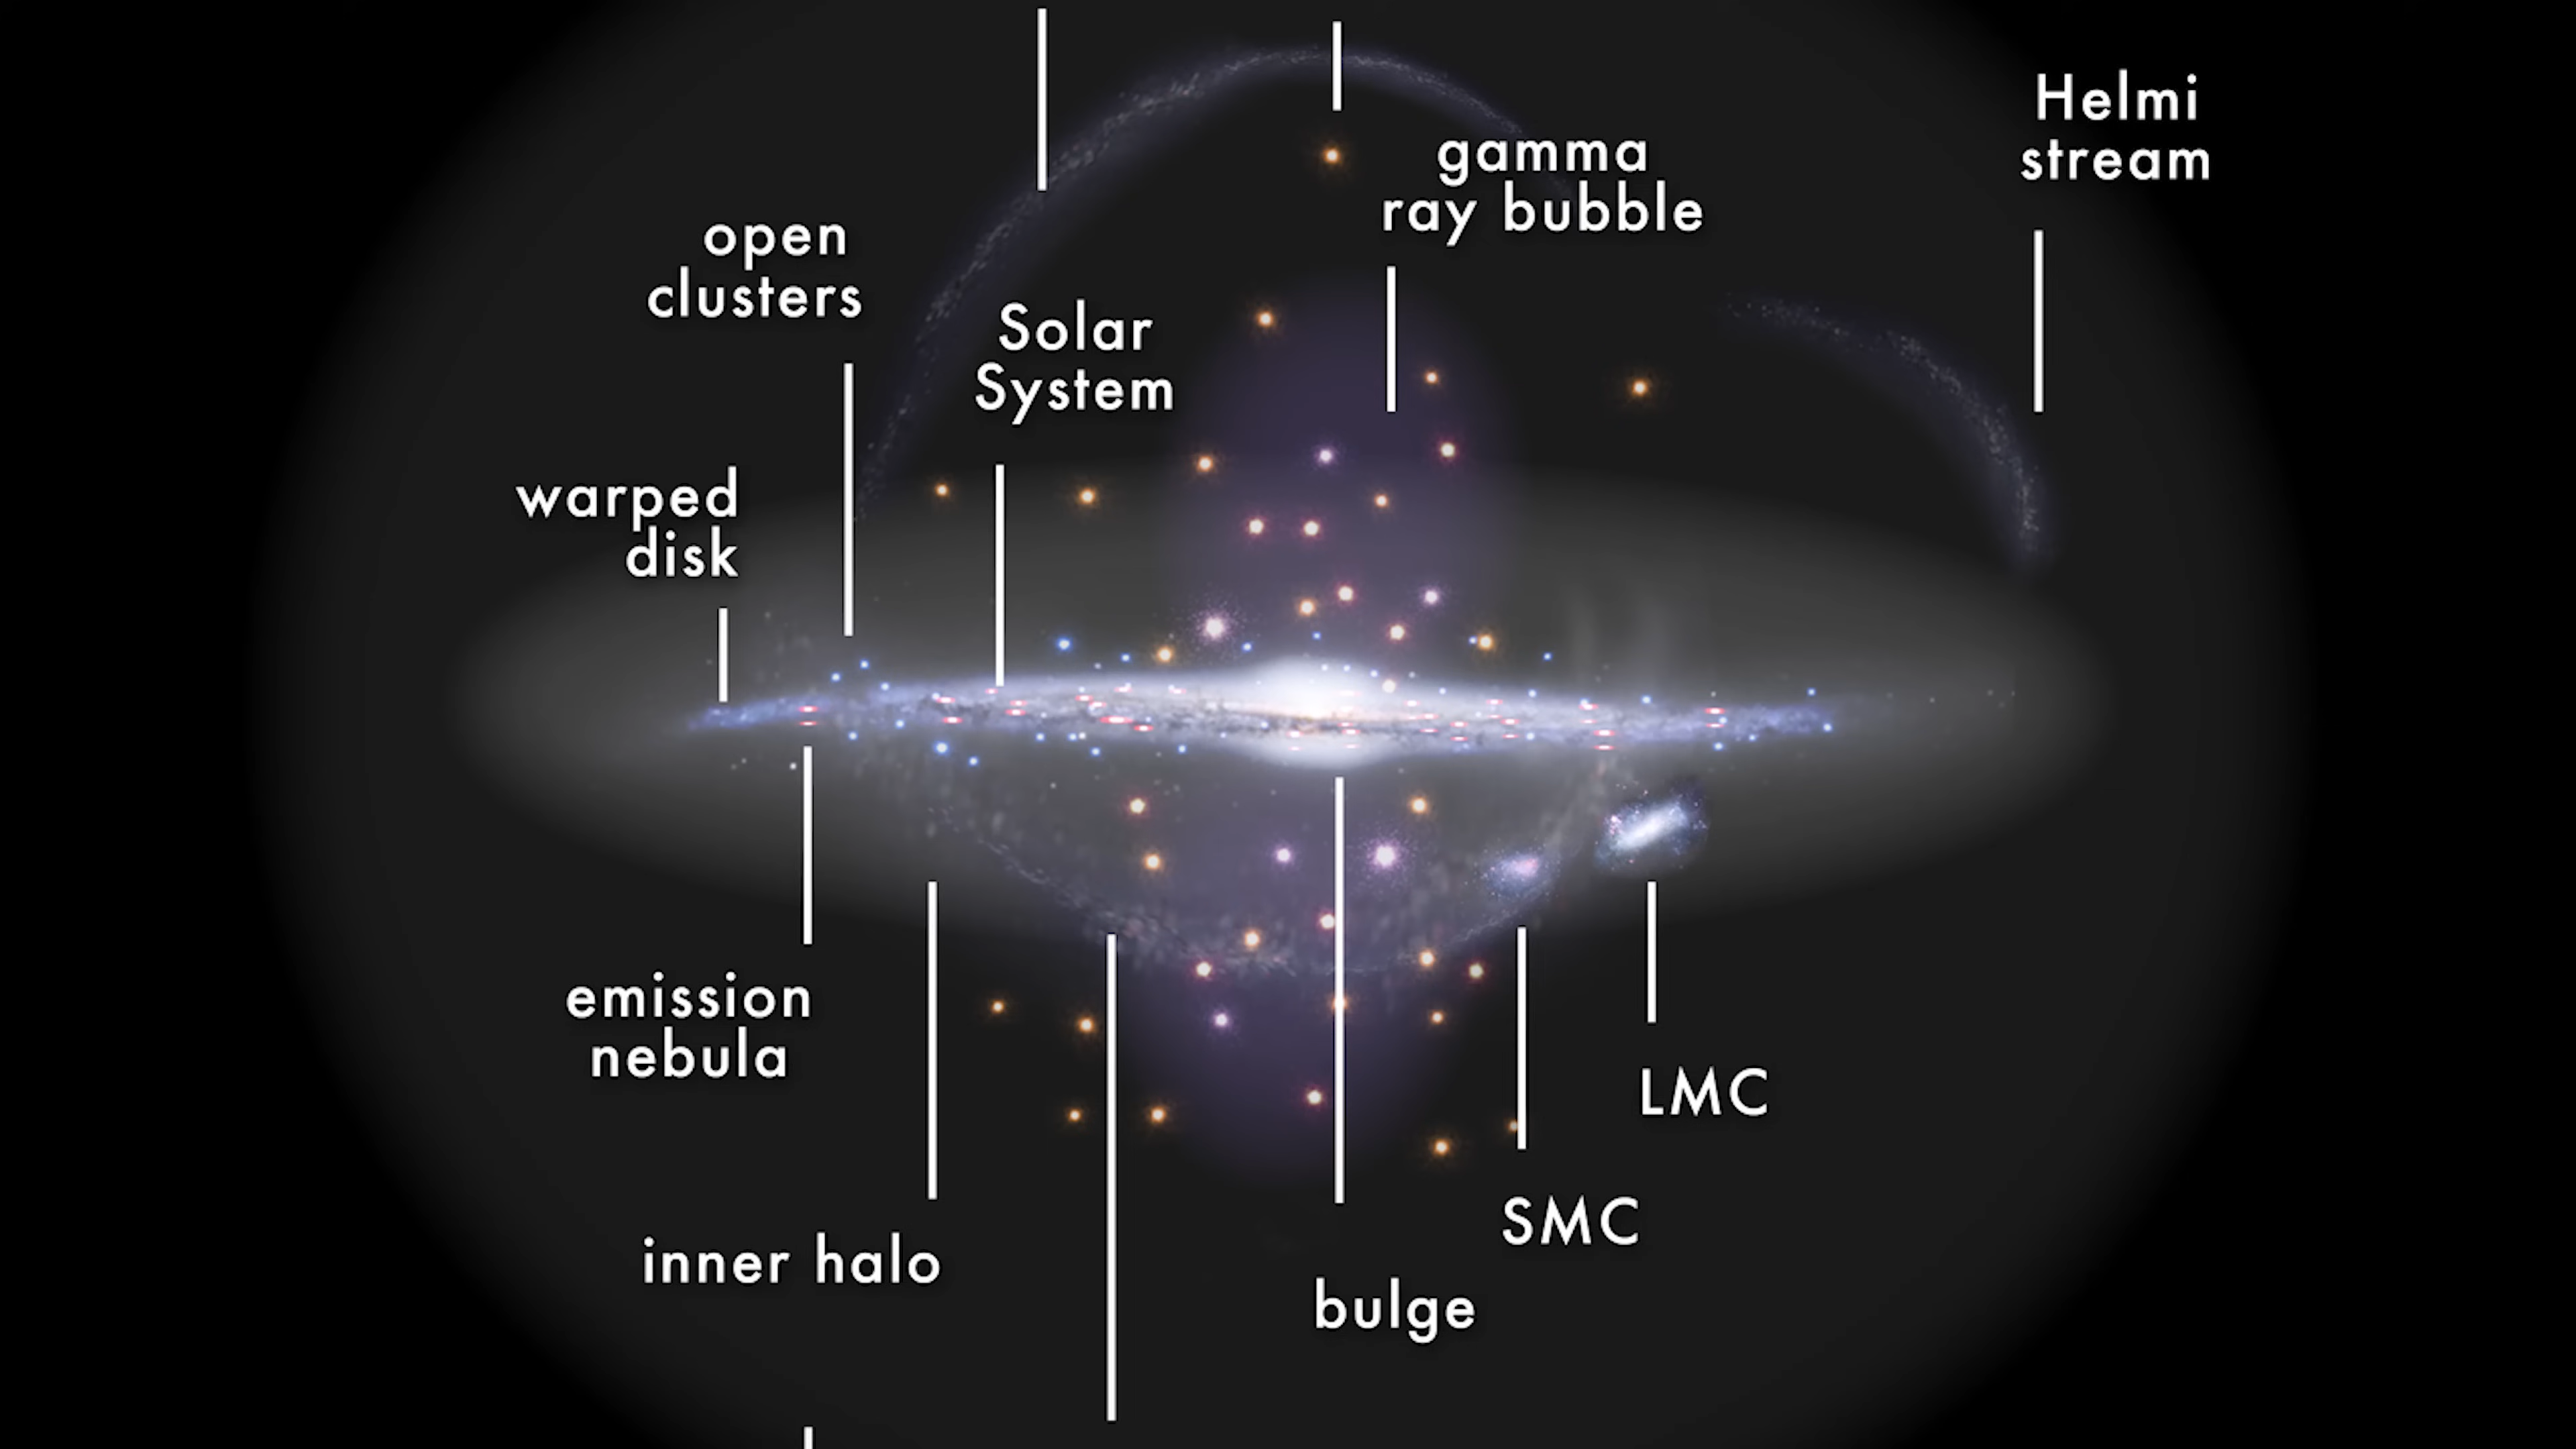 Helmi
stream
gamma
ray bubble
open
clusters
Solar
System
warped
disk
emission
nebula
LMC
SMC
inner halo
bulge